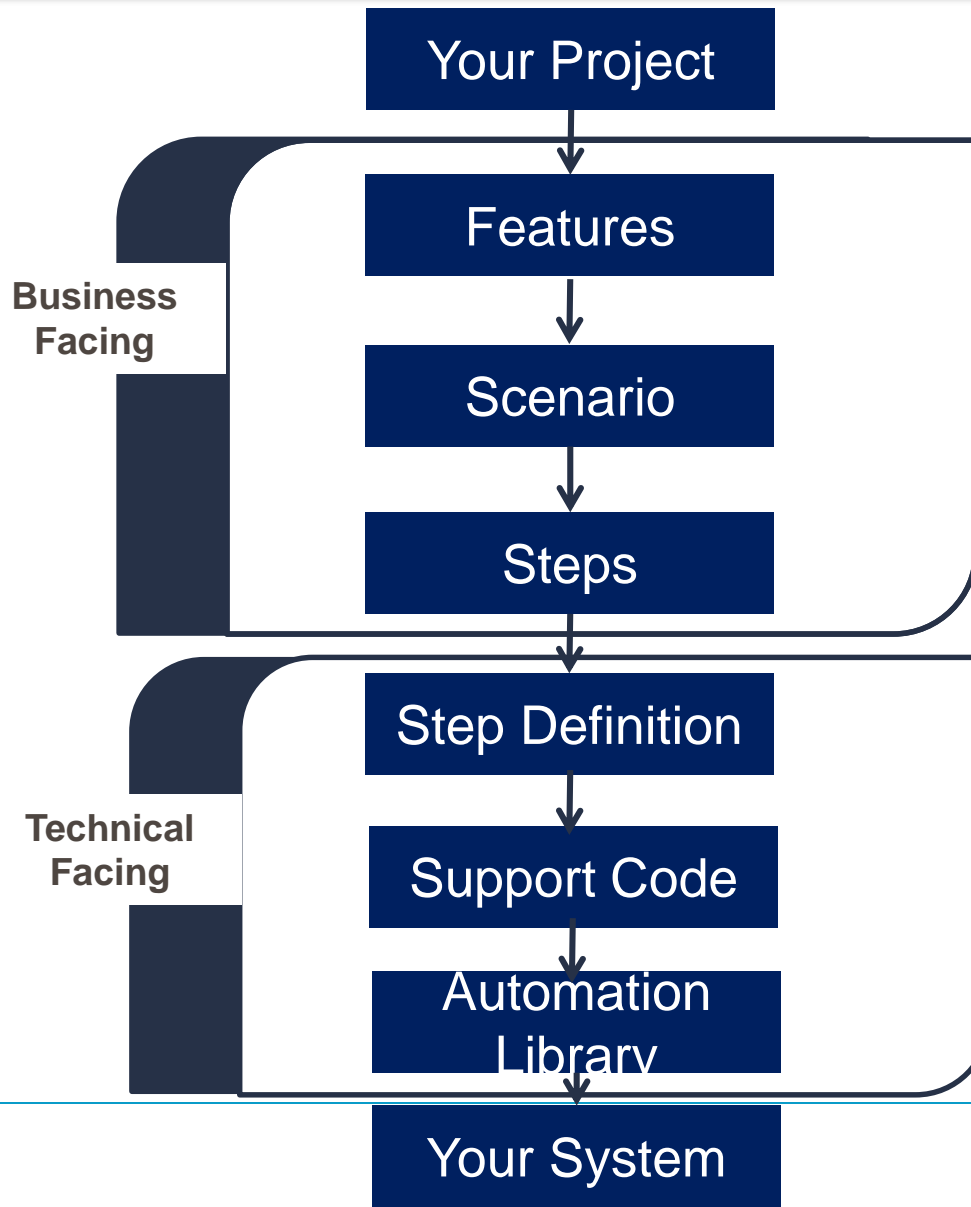 Your Project
Features
Business
Facing
Scenario
Steps
Step Definition
Technical
Facing
Support Code
Automation
Library
Your System